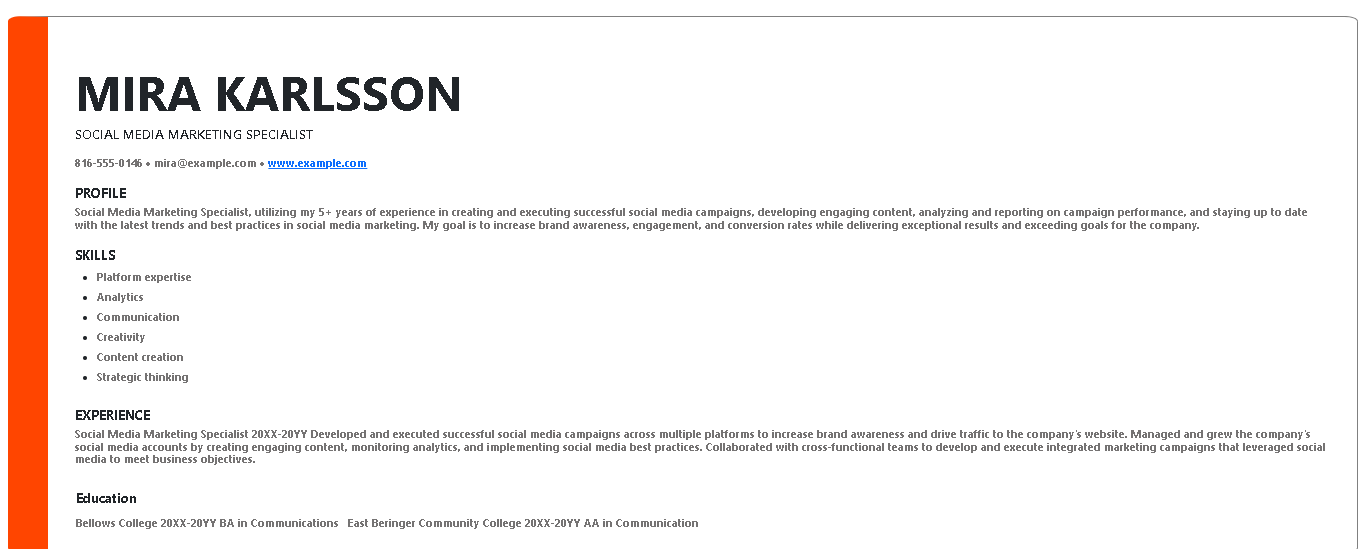 MIRA KARLSSON
SOCIAL MEDIA MARKETING SPECIALIST
816-555-0146 • mira@example.com • www.example.com
PROFILE
Social Media Marketing Specialist, utilizing my 5+ years of experience in creating and executing successful social media campaigns, developing engaging content, analyzing and reporting on campaign performance, and staying up to date
with the latest trends and best practices in social media marketing. My goal is to increase brand awareness, engagement, and conversion rates while delivering exceptional results and exceeding goals for the company.
SKILLS
• Platform expertise
• Analytics
• Communication
• Creativity
• Content creation
• Strategic thinking
EXPERIENCE
Social Media Marketing Specialist 20XX-20YY Developed and executed successful social media campaigns across multiple platforms to increase brand awareness and drive traffic to the company's website. Managed and grew the company's
social media accounts by creating engaging content, monitoring analytics, and implementing social media best practices. Collaborated with cross-functional teams to develop and execute integrated marketing campaigns that leveraged social
media to meet business objectives.
Education
Bellows College 20XX-20YY BA in Communications East Beringer Community College 20XX-20YY AA in Communication